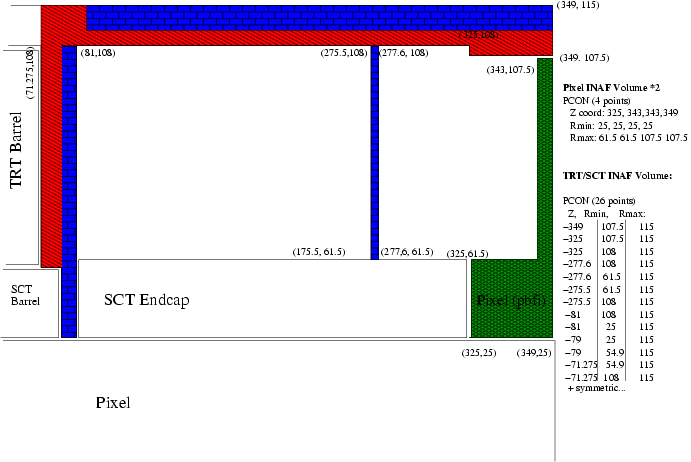 (349, 115)
(325,108)
(81,108)
(275.5,108)
(277.6, 108)
(349, 107.5)
(343,107.5)
(71.275,108)
TRT Barrel
Pixel INAF Volume *2
PCON (4 points)
Z coord: 325, 343,343,349
Rmin: 25, 25, 25, 25
Rmax: 61.5 61.5 107.5 107.5
TRT/SCT INAF Volume:
PCON (26 points)
Z, Rmin, Rmax:
−349 107.5 115
−325 107.5 115
−325 108 115
−277.6 108 115
−277.6 61.5 115
−275.5 61.5 115
−275.5 108 115
−81 108 115
−81 25 115
−79 25 115
−79 54.9 115
−71.275 54.9 115
−71.275 108 115
+ symmetric...
(175.5, 61.5)
(277,6, 61.5)
(325,61.5)
SCT
Barrel
SCT Endcap
Pixel (pofi)
(325,25)
(349,25)
Pixel